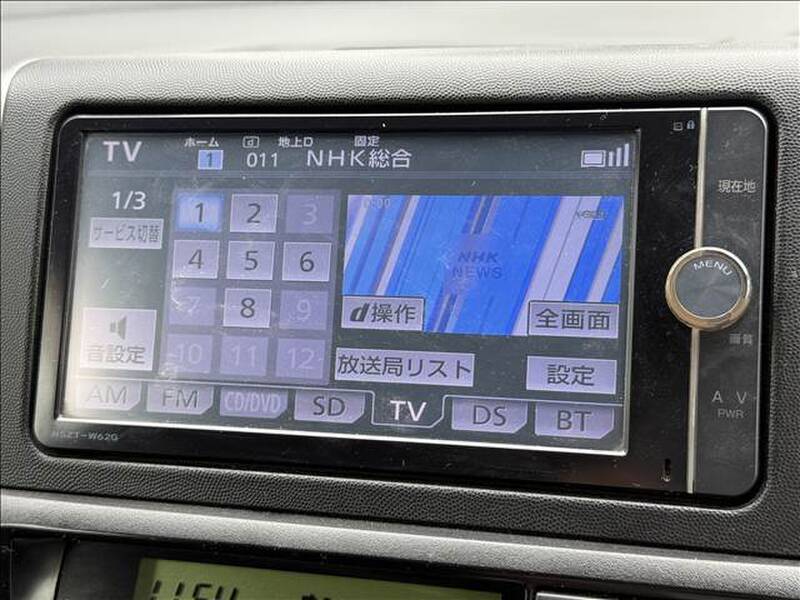 TV
ホーム
1
011
地上D
固定
NHK総合
現在地
1/3
サービス切替
1 2 3
4 5 6
7 8 9
10 11 12
NHK
NEWS
d操作
全画面
MENU
音設定
放送局リスト
設定
画質
A V
PWR
AM FM CD/DVD SD TV DS BT
NSZT-W62G